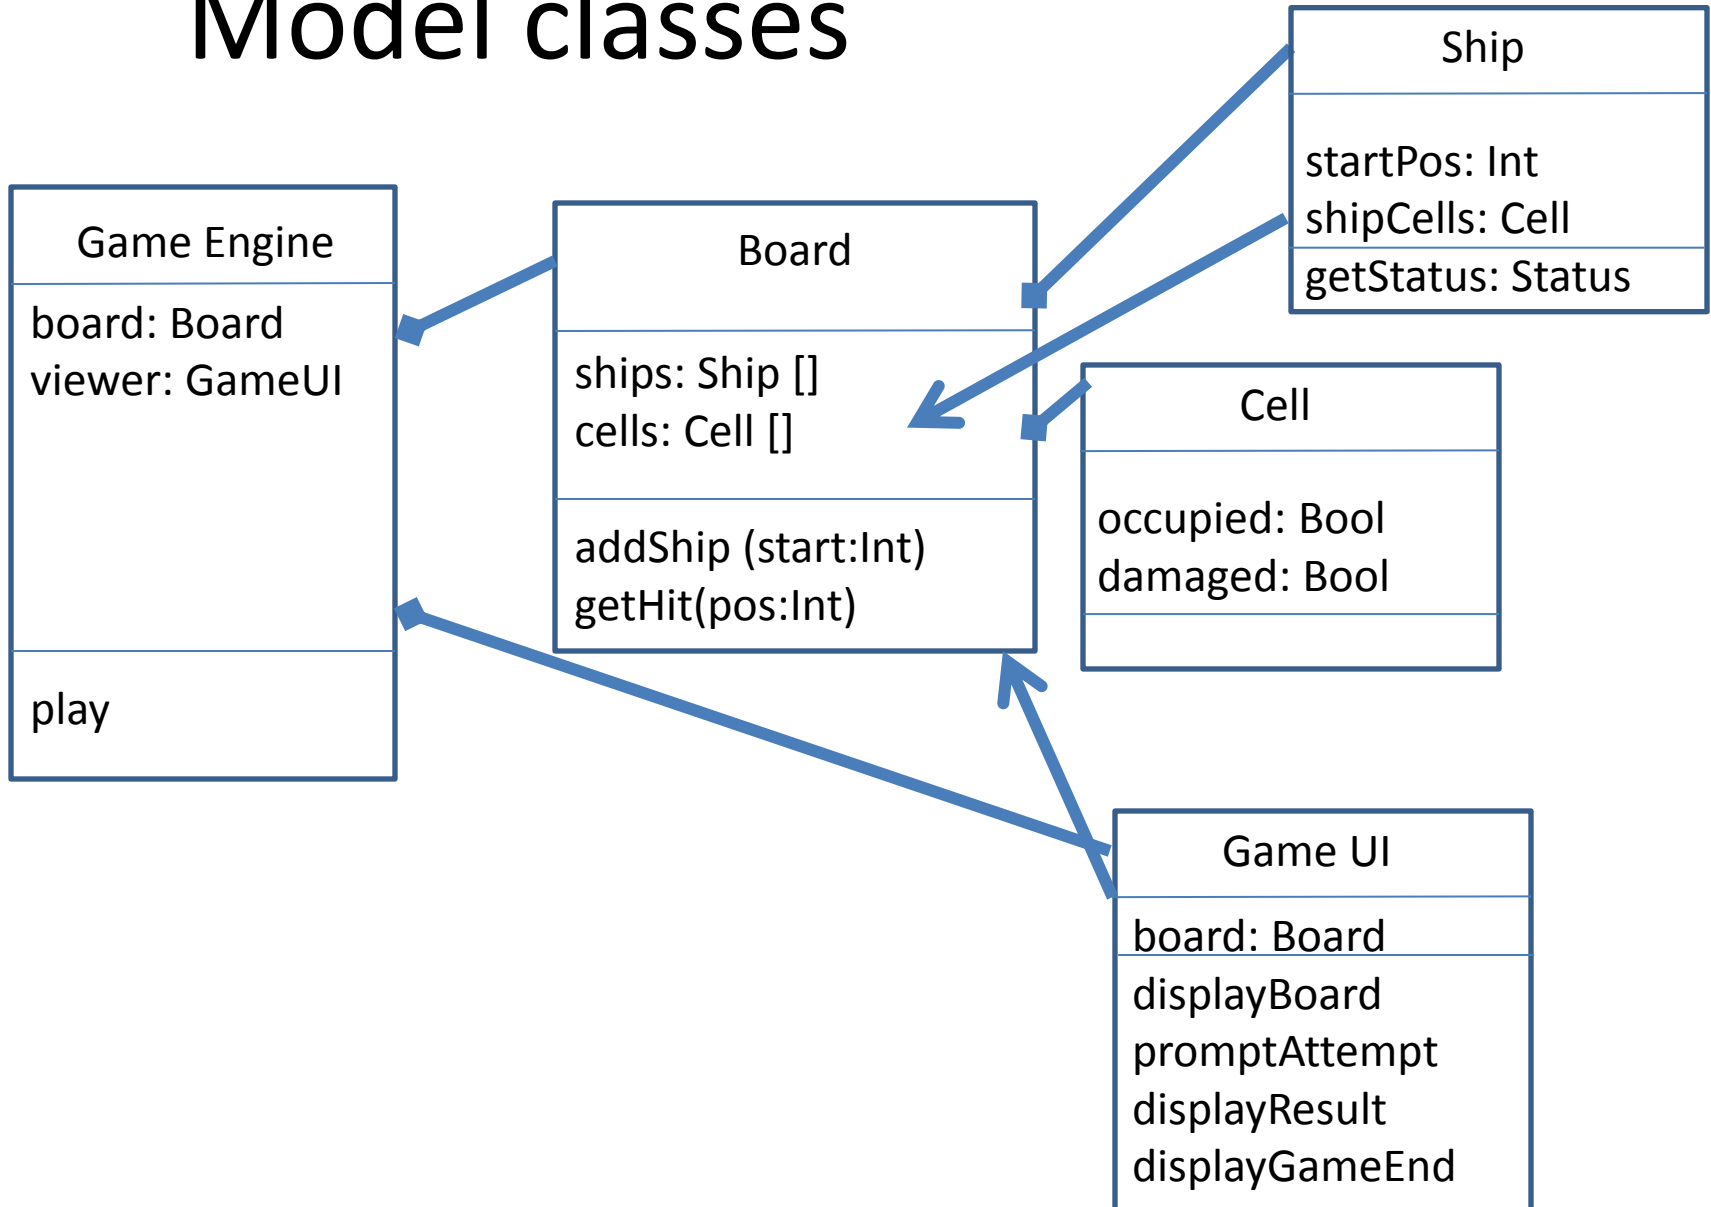 Model classes
Game Engine
board: Board
viewer: GameUI
play
Board
ships: Ship []
cells: Cell []
addShip (start:Int)
getHit(pos:Int)
Ship
startPos: Int
shipCells: Cell
getStatus: Status
Cell
occupied: Bool
damaged: Bool
Game UI
board: Board
displayBoard
promptAttempt
displayResult
displayGameEnd